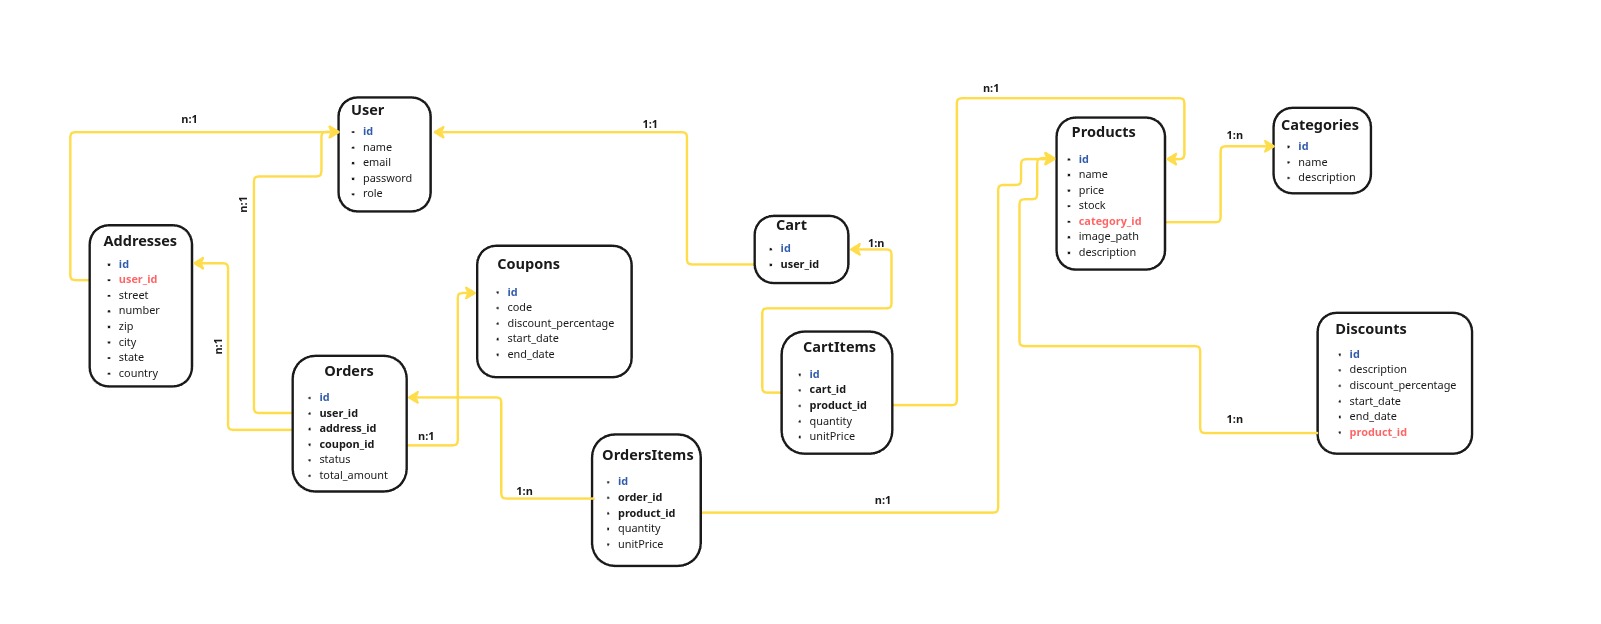 n:1
User
id
name
email
password
role
1:1
n:1
Addresses
id
user_id
street
number
zip
city
state
country
n:1
Orders
id
user_id
address_id
coupon_id
status
total_amount
n:1
Coupons
id
code
discount_percentage
start_date
end_date
1:n
OrdersItems
id
order_id
product_id
quantity
unitPrice
n:1
Cart
id
user_id
1:n
CartItems
id
cart_id
product_id
quantity
unitPrice
n:1
Products
id
name
price
stock
category_id
image_path
description
1:n
Categories
id
name
description
1:n
Discounts
id
description
discount_percentage
start_date
end_date
product_id